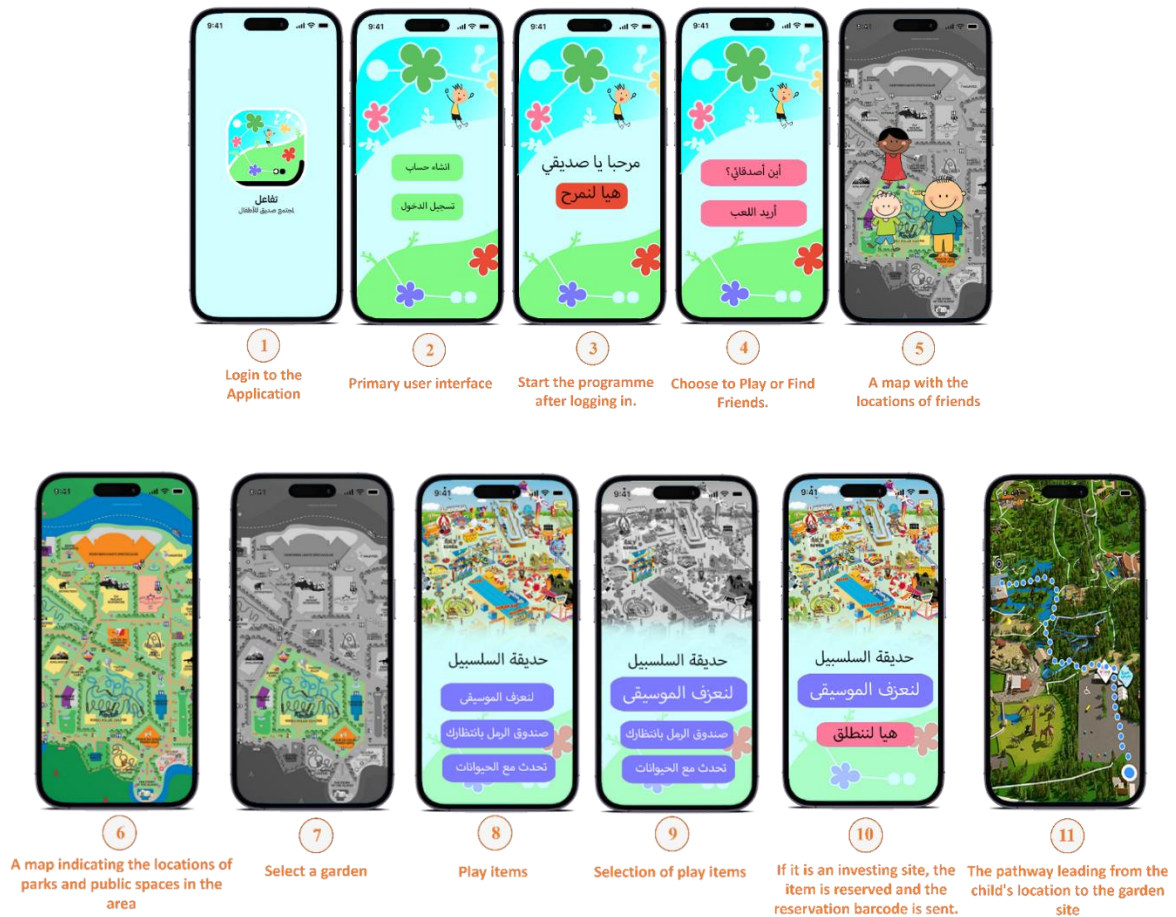 9:41
تفاعل
لمجتمع صديق للأطفال
9:41
انشاء حساب
تسجيل الدخول
9:41
مرحبا يا صديقي
هيا لنمرح
9:41
أين أصدقائي؟
أريد اللعب
9:41
1
Login to the
Application
2
Primary user interface
3
Start the programme
after logging in.
4
Choose to Play or Find
Friends.
5
A map with the
locations of friends
9:41
9:41
9:41
حديقة السلسبيل
لنعزف الموسيقى
صندوق الرمل بانتظارك
تحدث مع الحيوانات
9:41
حديقة السلسبيل
لنعزف الموسيقى
صندوق الرمل بانتظارك
تحدث مع الحيوانات
9:41
حديقة السلسبيل
لنعزف الموسيقى
هيا لننطلق
9:41
6
A map indicating the locations of
parks and public spaces in the
area
7
Select a garden
8
Play items
9
Selection of play items
10
If it is an investing site, the
item is reserved and the
reservation barcode is sent.
11
The pathway leading from the
child's location to the garden
site